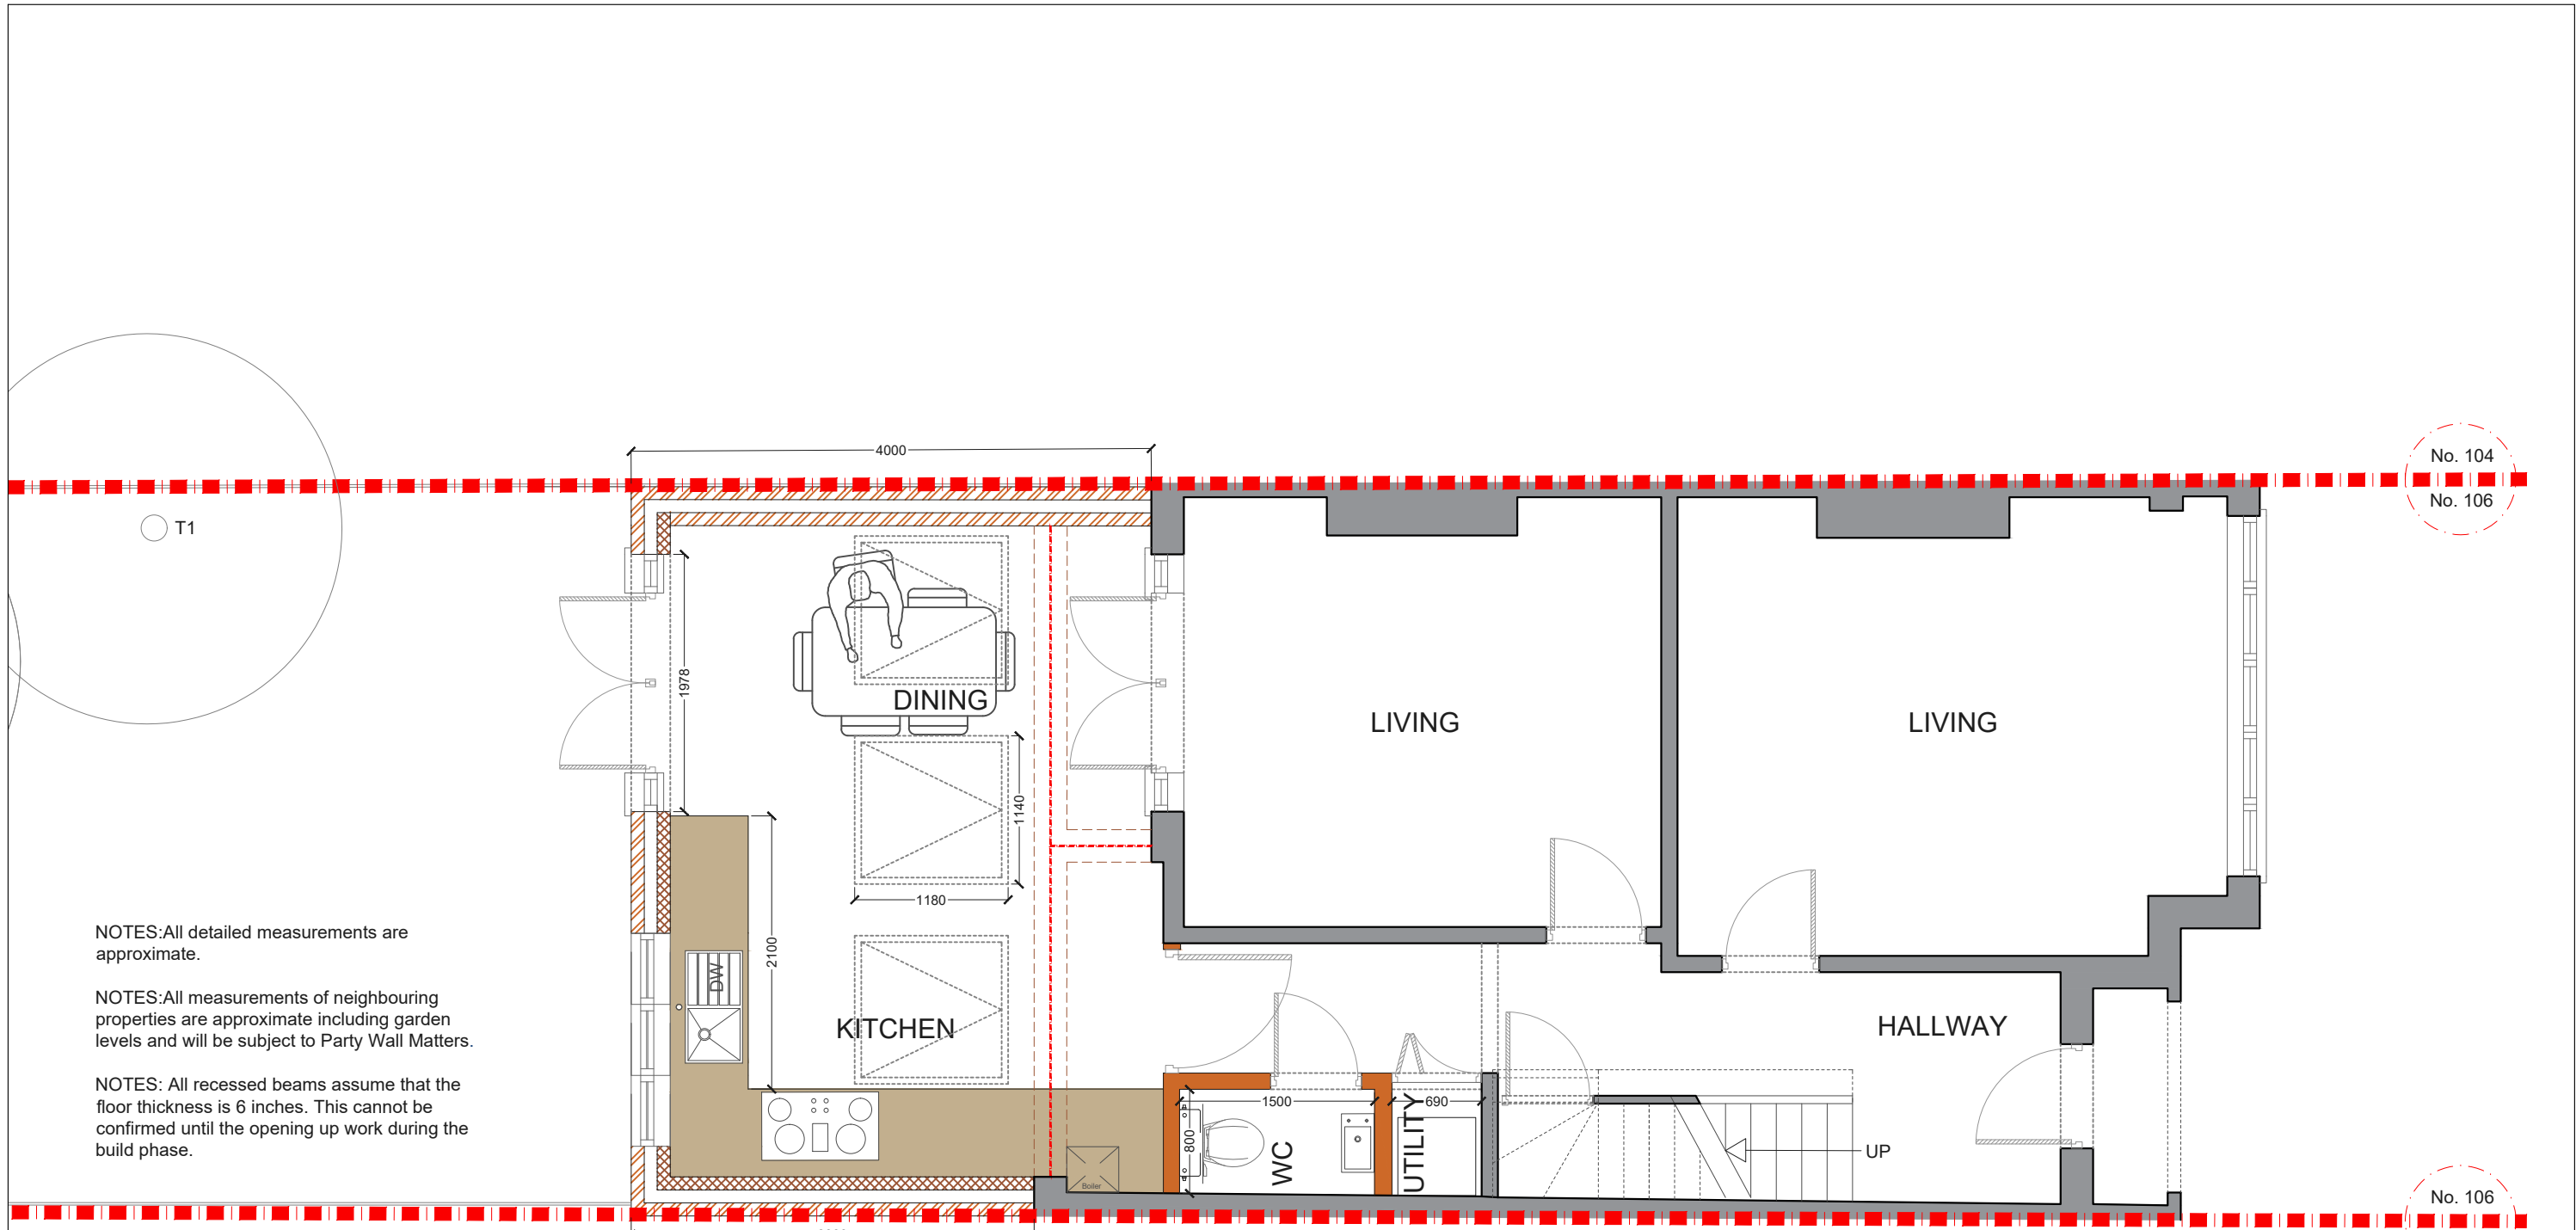 4000
No. 104
No. 106
T1
1978
DINING
LIVING
LIVING
1140
1180
NOTES:All detailed measurements are
approximate.
2100
DW
NOTES:All measurements of neighbouring
properties are approximate including garden
levels and will be subject to Party Wall Matters.
KITCHEN
HALLWAY
NOTES: All recessed beams assume that the
floor thickness is 6 inches. This cannot be
confirmed until the opening up work during the
build phase.
1500
690
800
WC
UTILITY
UP
Boiler
No. 106